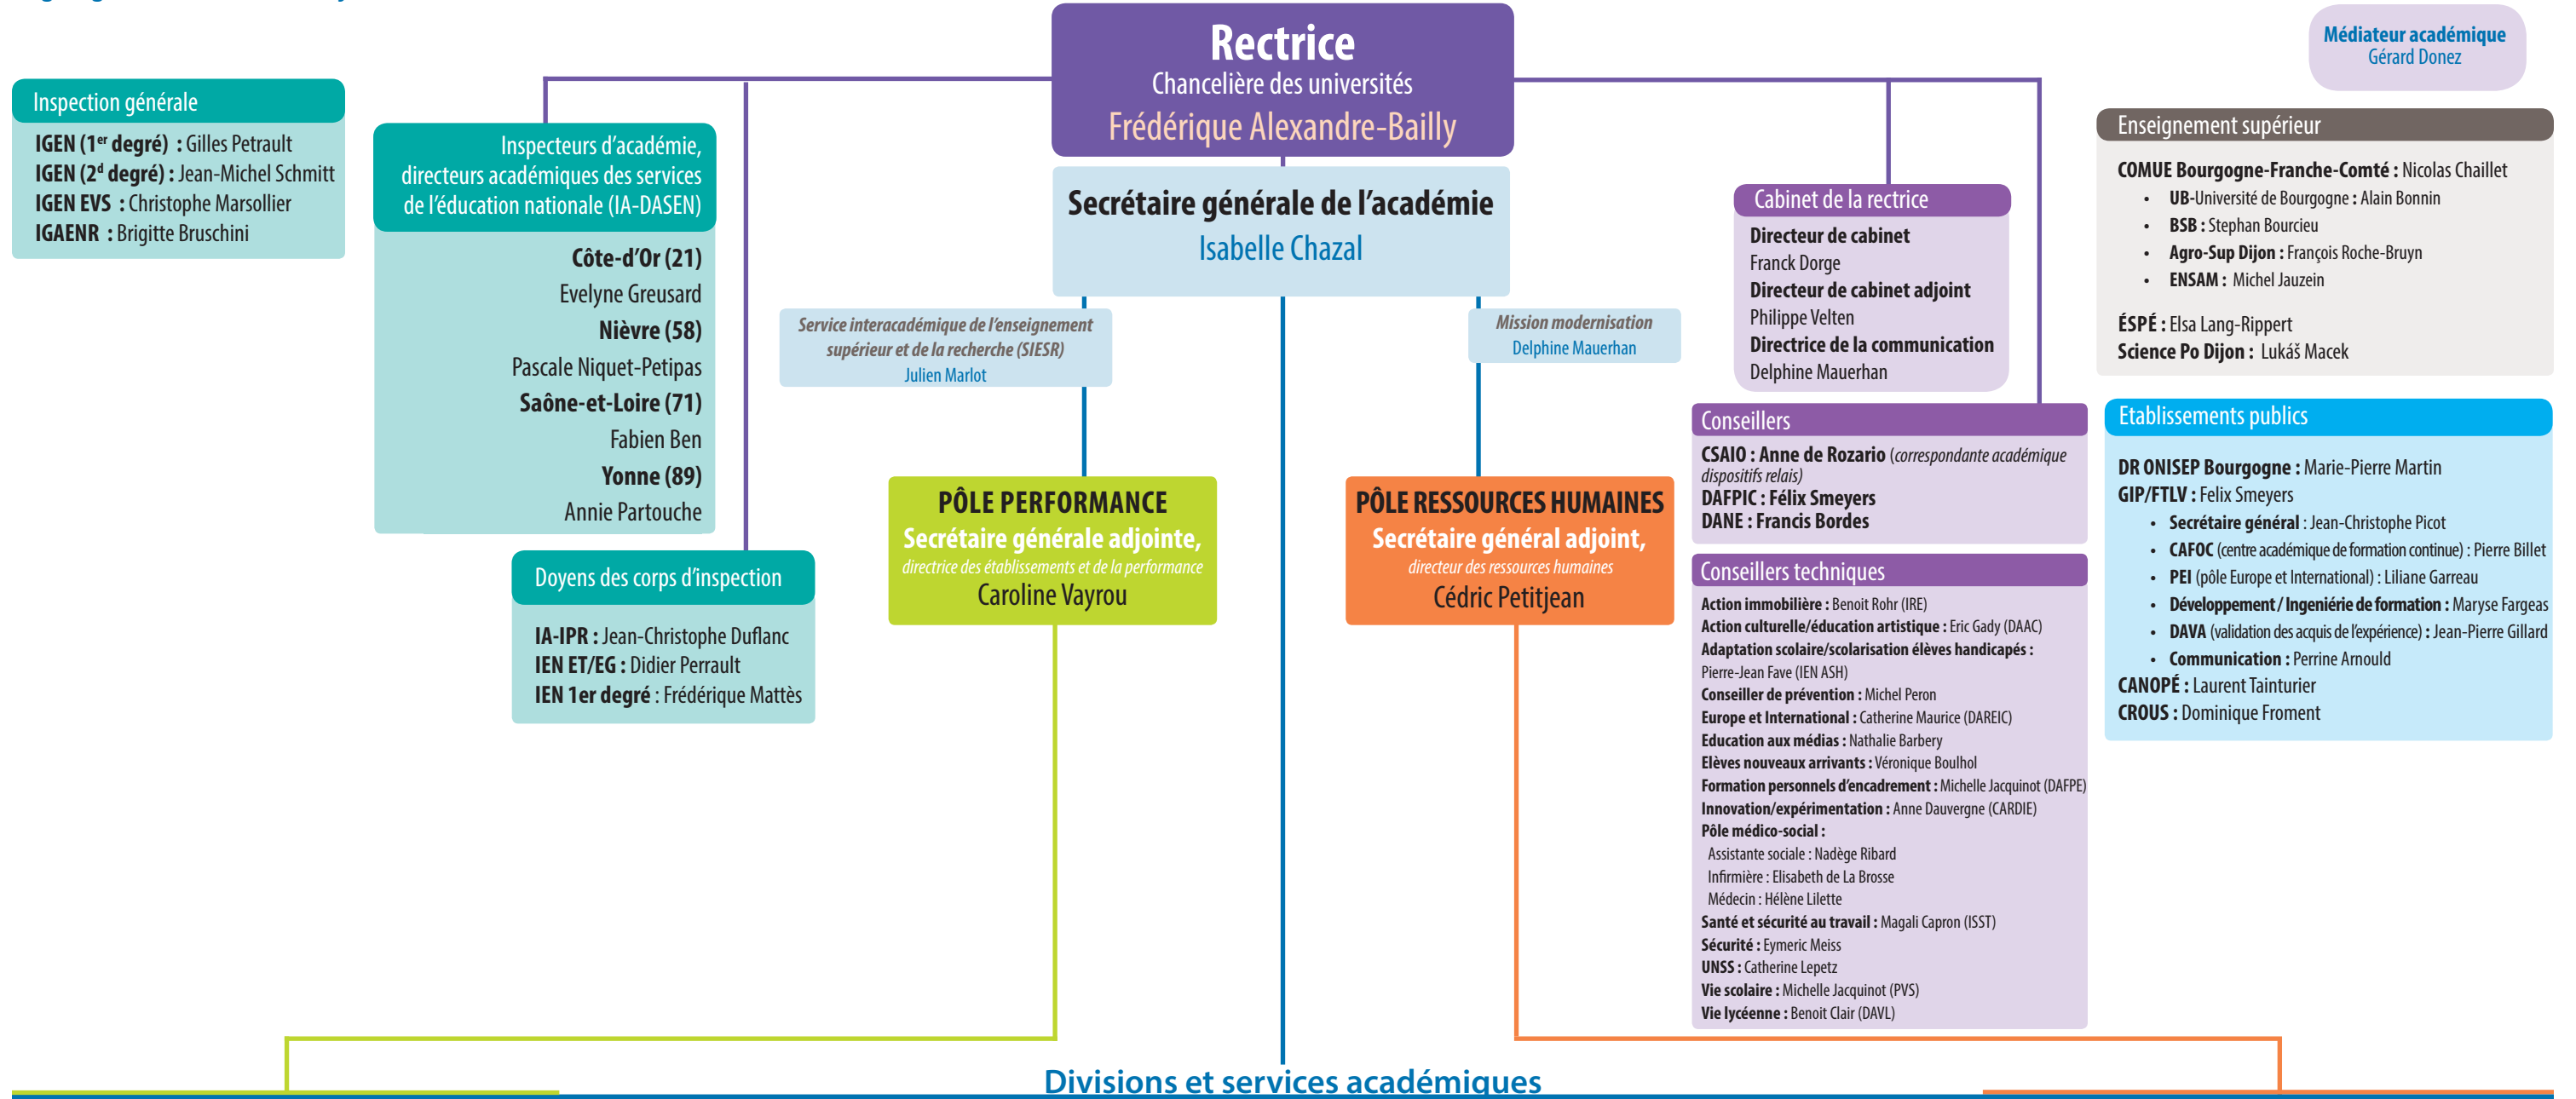 Rectrice
Chancelière des universités
Frédérique Alexandre-Bailly
Médiateur académique
Gérard Donez
Inspection générale
IGEN (1er degré) : Gilles Petrault
IGEN (2d degré) : Jean-Michel Schmitt
IGEN EVS : Christophe Marsollier
IGAENR : Brigitte Bruschini
Inspecteurs d’académie,
directeurs académiques des services
de l’éducation nationale (IA-DASEN)
Côte-d’Or (21)
Evelyne Greusard
Nièvre (58)
Pascale Niquet-Petipas
Saône-et-Loire (71)
Fabien Ben
Yonne (89)
Annie Partouche
Doyens des corps d’inspection
IA-IPR : Jean-Christophe Duflanc
IEN ET/EG : Didier Perrault
IEN 1er degré : Frédérique Mattès
Secrétaire générale de l’académie
Isabelle Chazal
Service interacadémique de l’enseignement
supérieur et de la recherche (SIESR)
Julien Marlot
Mission modernisation
Delphine Mauerhan
PÔLE PERFORMANCE
Secrétaire générale adjointe,
directrice des établissements et de la performance
Caroline Vayrou
PÔLE RESSOURCES HUMAINES
Secrétaire général adjoint,
directeur des ressources humaines
Cédric Petitjean
Cabinet de la rectrice
Directeur de cabinet
Franck Dorge
Directeur de cabinet adjoint
Philippe Velten
Directrice de la communication
Delphine Mauerhan
Conseillers
CSAIO : Anne de Rozario (correspondante académique
dispositifs relais)
DAFPIC : Félix Smeyers
DANE : Francis Bordes
Conseillers techniques
Action immobilière : Benoit Rohr (IRE)
Action culturelle/éducation artistique : Eric Gady (DAAC)
Adaptation scolaire/scolarisation élèves handicapés :
Pierre-Jean Fave (IEN ASH)
Conseiller de prévention : Michel Peron
Europe et International : Catherine Maurice (DAREIC)
Education aux médias : Nathalie Barbery
Elèves nouveaux arrivants : Véronique Boulhol
Formation personnels d’encadrement : Michelle Jacquinot (DAFPE)
Innovation/expérimentation : Anne Dauvergne (CARDIE)
Pôle médico-social :
Assistante sociale : Nadège Ribard
Infirmière : Elisabeth de La Brosse
Médecin : Hélène Lilette
Santé et sécurité au travail : Magali Capron (ISST)
Sécurité : Eymeric Meiss
UNSS : Catherine Lepetz
Vie scolaire : Michelle Jacquinot (PVS)
Vie lycéenne : Benoit Clair (DAVL)
Enseignement supérieur
COMUE Bourgogne-Franche-Comté : Nicolas Chaillet
• UB-Université de Bourgogne : Alain Bonnin
• BSB : Stephan Bourcieu
• Agro-Sup Dijon : François Roche-Bruyn
• ENSAM : Michel Jauzein
ÉSPÉ : Elsa Lang-Rippert
Science Po Dijon : Lukáš Macek
Etablissements publics
DR ONISEP Bourgogne : Marie-Pierre Martin
GIP/FTLV : Felix Smeyers
• Secrétaire général : Jean-Christophe Picot
• CAFOC (centre académique de formation continue) : Pierre Billet
• PEI (pôle Europe et International) : Liliane Garreau
• Développement / Ingeniérie de formation : Maryse Fargeas
• DAVA (validation des acquis de l’expérience) : Jean-Pierre Gillard
• Communication : Perrine Arnould
CANOPÉ : Laurent Tainturier
CROUS : Dominique Froment
Divisions et services académiques